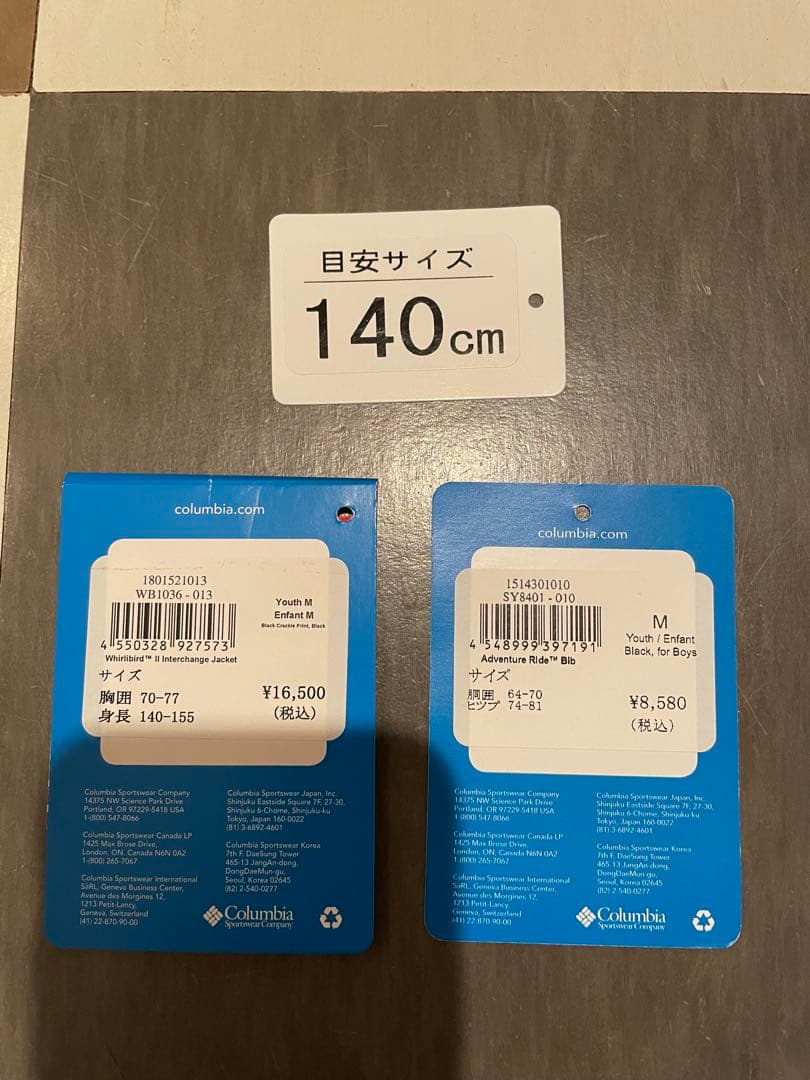 目安サイズ
140cm
columbia.com
1801521013
WB1036-013
4 550328 927573
Whirlibird™ II Interchange Jacket
Youth M
Enfant M
Black Crackle Print, Black
サイズ
胸囲 70-77
身長 140-155
¥16,500
(税込)
Columbia Sportswear Company
14375 NW Science Park Drive
Portland, OR 97229-5418 USA
1-(800) 547-8066
Columbia Sportswear Canada LP
1425 Max Brose Drive,
London, ON, Canada N6N 0A2
1-(800) 265-7067
Columbia Sportswear International
SàRL, Geneva Business Center,
Avenue des Morgines 12,
1213 Petit-Lancy,
Geneva, Switzerland
(41) 22-870-90-00
Columbia Sportswear Japan, Inc.
Shinjuku Eastside Square 7F, 27-30,
Shinjuku 6-Chome, Shinjuku-ku
Tokyo, Japan 160-0022
(81) 3-6892-4601
Columbia Sportswear Korea
7th F. DaeSung Tower
465-13 JangAn-dong,
DongDaeMun-gu,
Seoul, Korea 02645
(82) 2-540-0277
Columbia
Sportswear Company
columbia.com
1514301010
SY8401-010
4 548999 397191
Adventure Ride™ Bib
M
Youth / Enfant
Black, for Boys
サイズ
胴囲 64-70
ヒップ 74-81
¥8,580
(税込)
Columbia Sportswear Company
14375 NW Science Park Drive
Portland, OR 97229-5418 USA
1-(800) 547-8066
Columbia Sportswear Canada LP
1425 Max Brose Drive,
London, ON, Canada N6N 0A2
1-(800) 265-7067
Columbia Sportswear International
SàRL, Geneva Business Center,
Avenue des Morgines 12,
1213 Petit-Lancy,
Geneva, Switzerland
(41) 22-870-90-00
Columbia Sportswear Japan, Inc.
Shinjuku Eastside Square 7F, 27-30,
Shinjuku 6-Chome, Shinjuku-ku
Tokyo, Japan 160-0022
(81) 3-6892-4601
Columbia Sportswear Korea
7th F. DaeSung Tower
465-13 JangAn-dong,
DongDaeMun-gu,
Seoul, Korea 02645
(82) 2-540-0277
Columbia
Sportswear Company